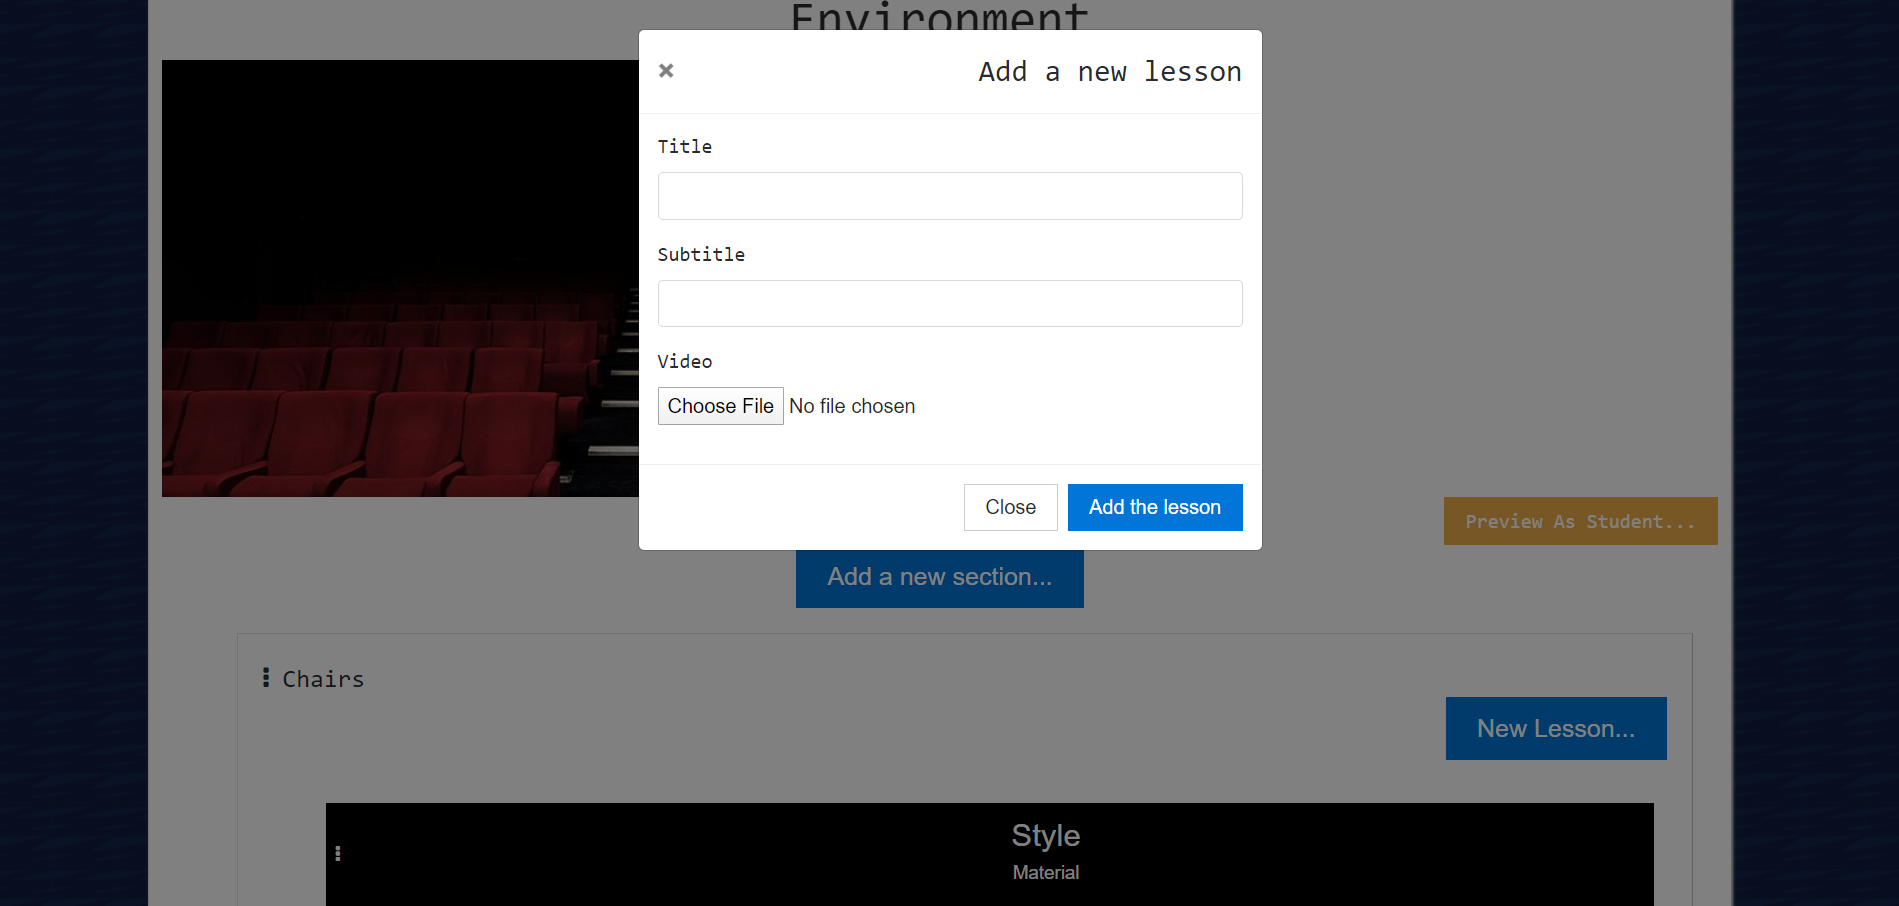 Environment
× Add a new lesson
Title
Subtitle
Video
Choose File No file chosen
Close Add the lesson
Preview As Student...
Add a new section...
Chairs
New Lesson...
Style
Material